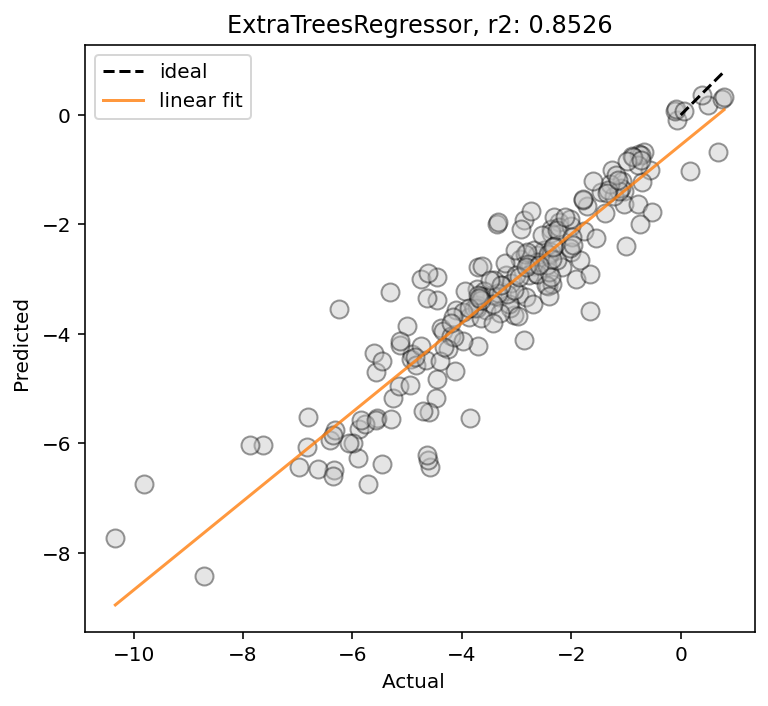 ExtraTreesRegressor, r2: 0.8526
ideal
linear fit
0
−2
−4
−6
−8
Predicted
−10
−8
−6
−4
−2
0
Actual